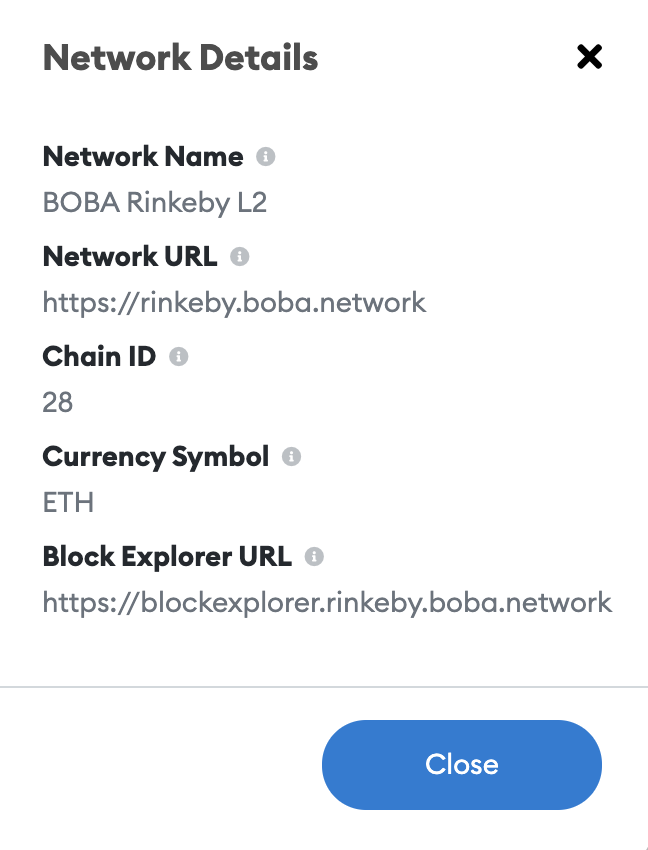 Network Details
Network Name
BOBA Rinkeby L2
Network URL
https://rinkeby.boba.network
Chain ID
28
Currency Symbol
ETH
Block Explorer URL
https://blockexplorer.rinkeby.boba.network
Close